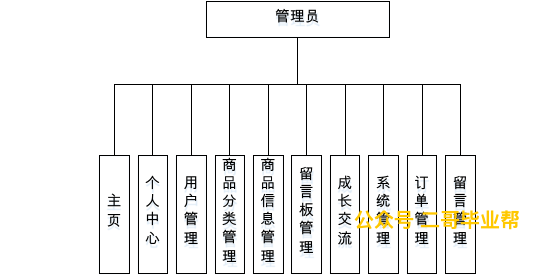 管理员
主页
个人中心
用户管理
商品分类管理
商品信息管理
留言板管理
成长交流
系统管理
订单管理
留言管理
公众号 二哥毕业帮